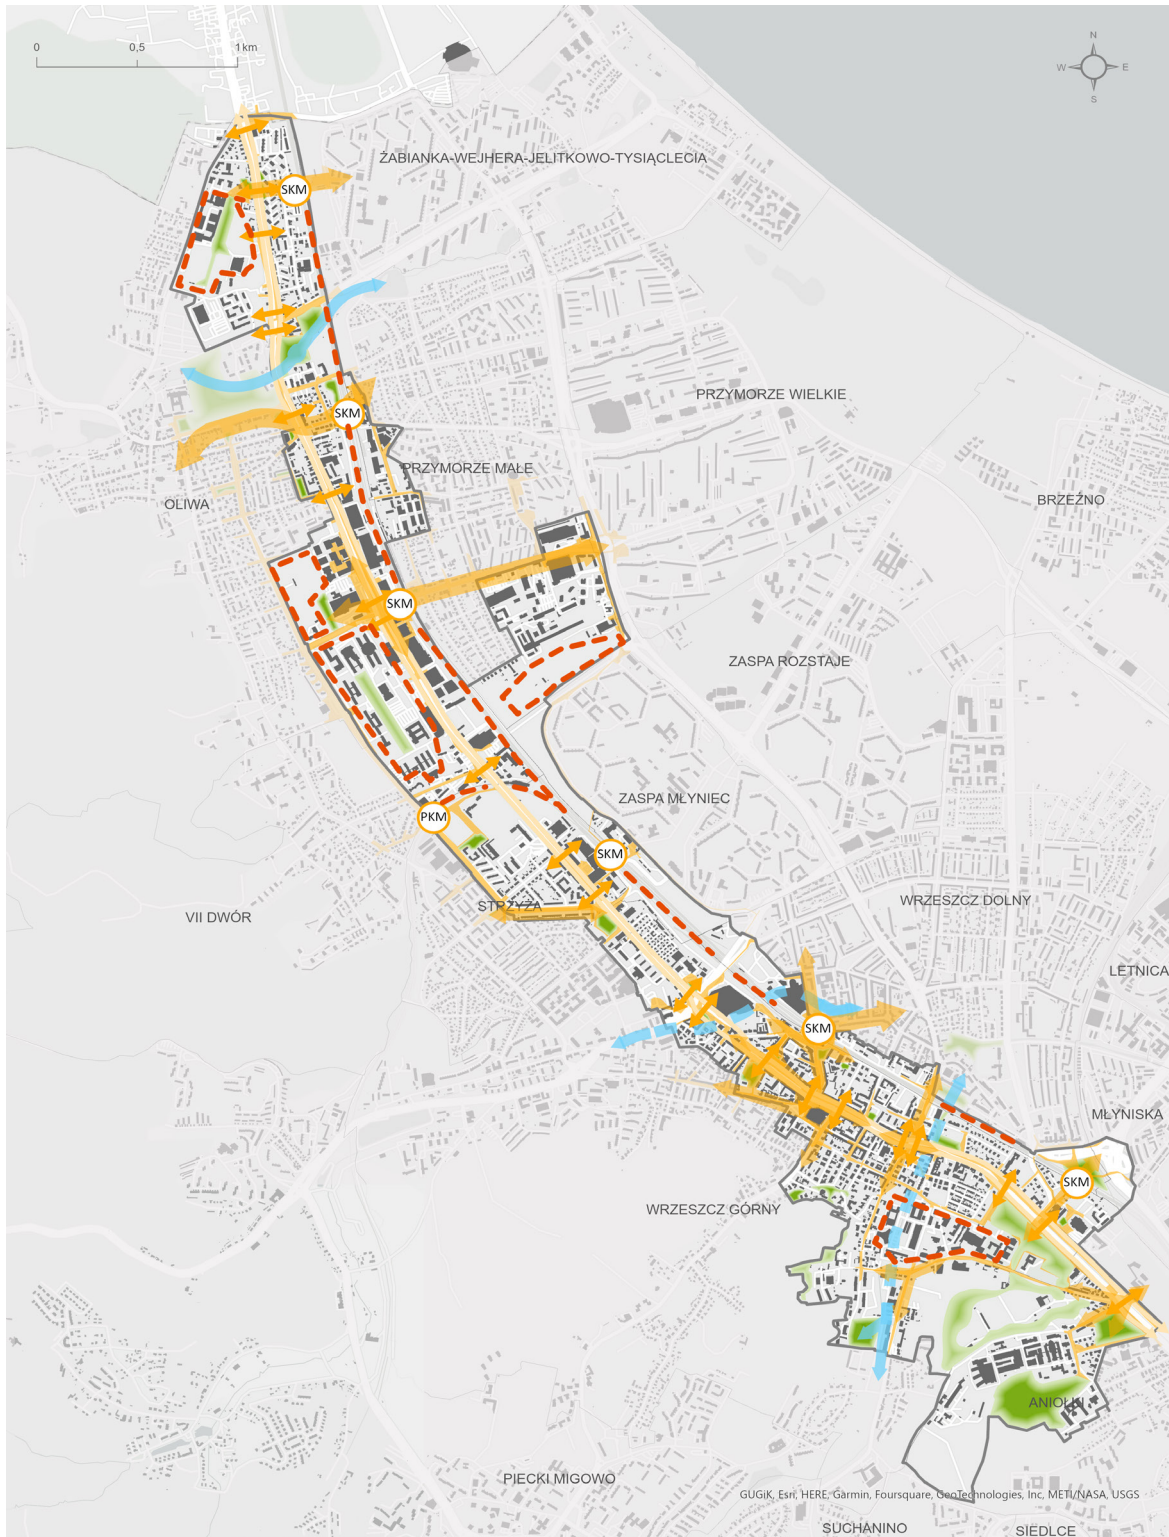 0 0,5 1km
N
W E
S
ŻABIANKA-WEJHERA-JELITKOWO-TYSIĄCLECIA
SKM
PRZYMORZE WIELKIE
SKM
PRZYMORZE MAŁE
BRZEŹNO
OLIWA
SKM
ZASPA ROZSTAJE
ZASPA MŁYNIEC
PKM
SKM
WRZESZCZ DOLNY
STRZYŻA
VII DWÓR
LETNICA
SKM
MŁYNISKA
SKM
WRZESZCZ GÓRNY
ANIOŁKI
PIECKI MIGOWO
GUGiK, Esri, HERE, Garmin, Foursquare, GeoTechnologies, Inc, METI/NASA, USGS
SUCHANINO
SIEDLCE